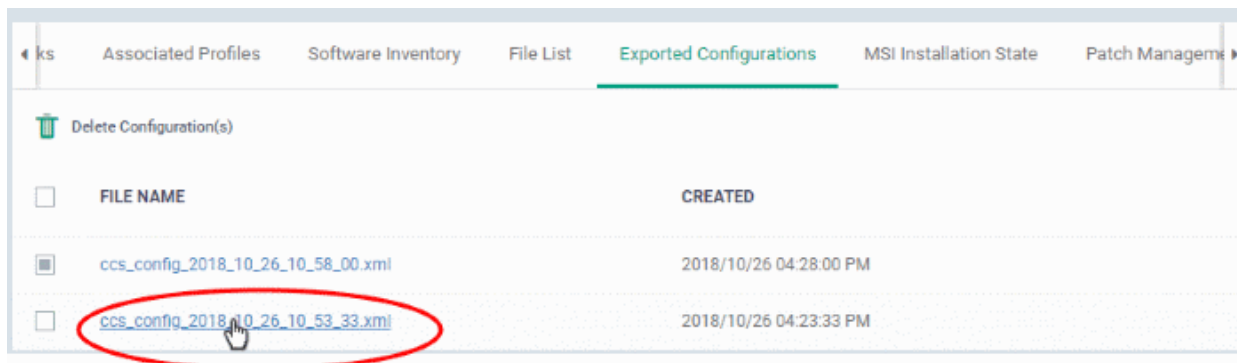 ks Associated Profiles Software Inventory File List Exported Configurations MSI Installation State Patch Manageme
Delete Configuration(s)
FILE NAME CREATED
ccs_config_2018_10_26_10_58_00.xml 2018/10/26 04:28:00 PM
ccs_config_2018_10_26_10_53_33.xml 2018/10/26 04:23:33 PM